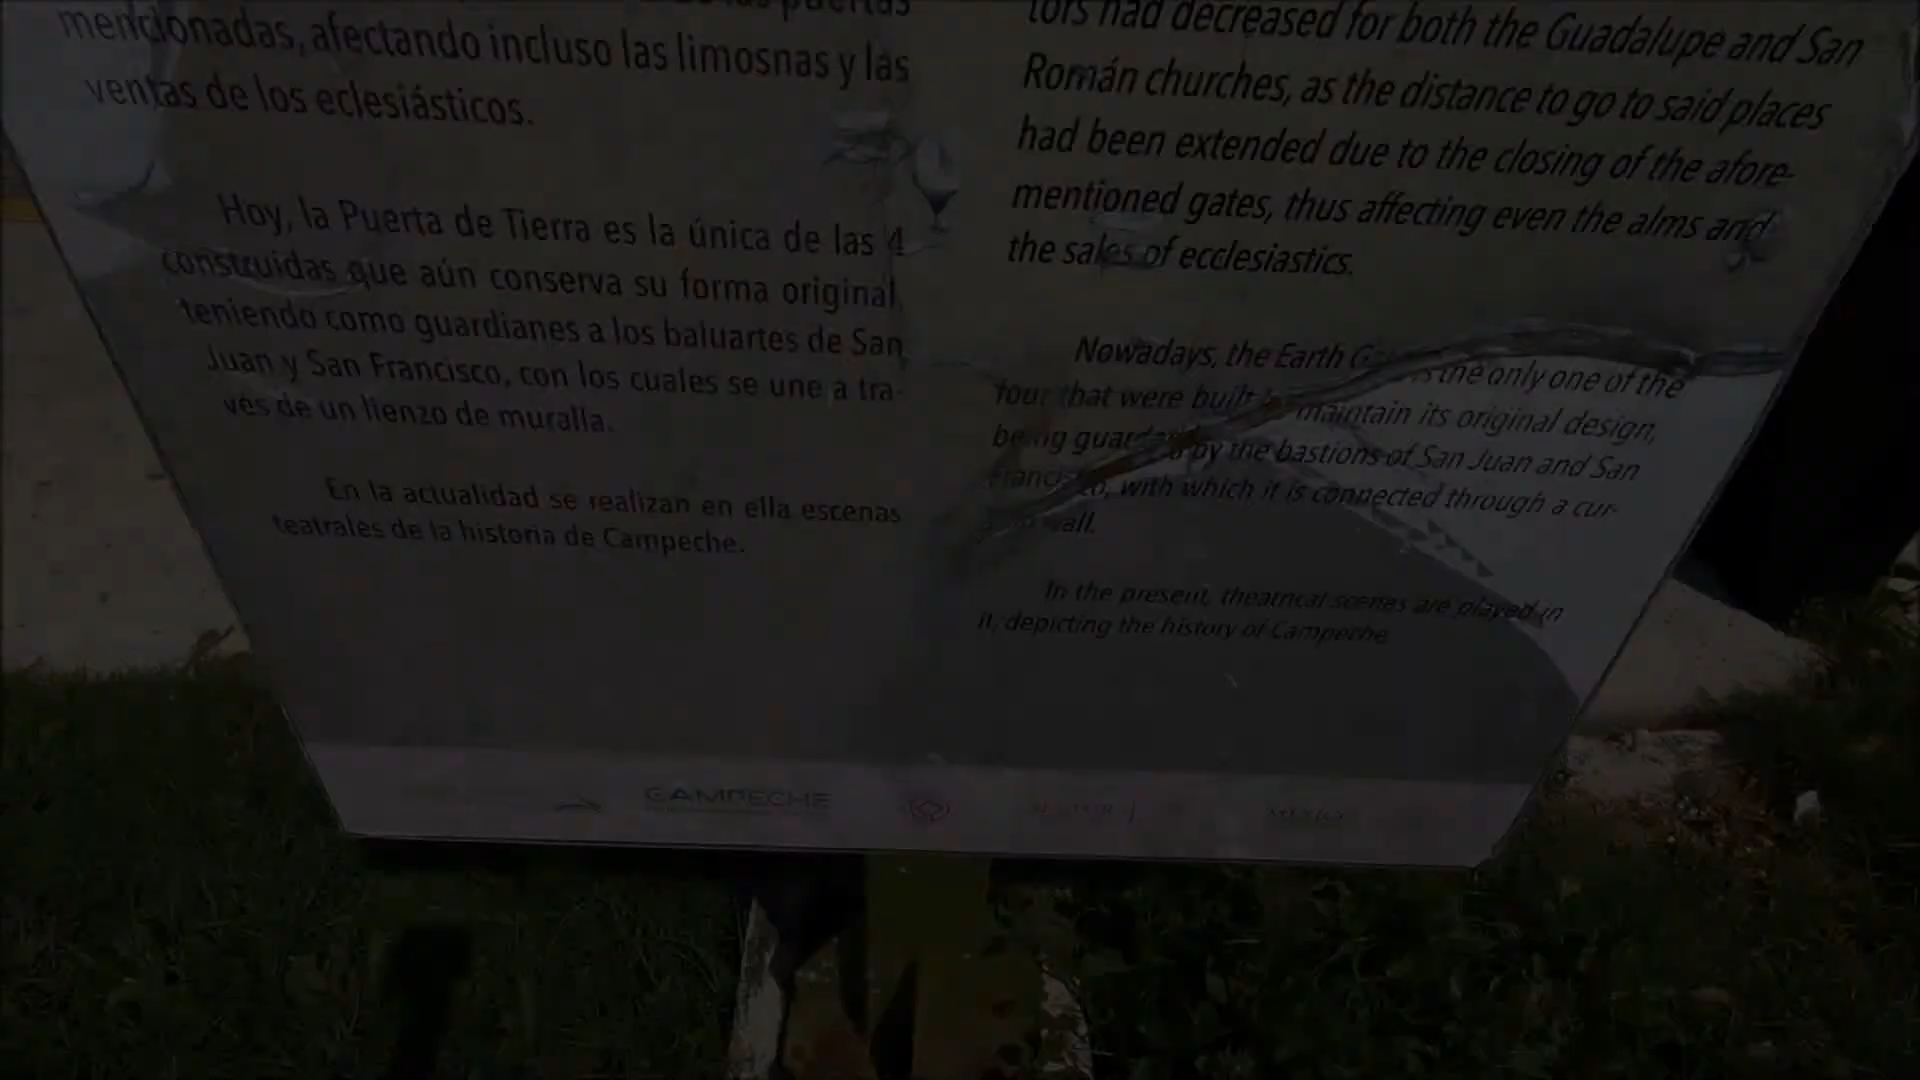 mencionadas, afectando incluso las limosnas y las
ventas de los eclesiásticos.
Hoy, la Puerta de Tierra es la única de las 4
construidas que aún conserva su forma original,
teniendo como guardianes a los baluartes de San
Juan y San Francisco, con los cuales se une a tra-
vés de un lienzo de muralla.
En la actualidad se realizan en ella escenas
teatrales de la historia de Campeche.
tors had decreased for both the Guadalupe and San
Román churches, as the distance to go to said places
had been extended due to the closing of the afore-
mentioned gates, thus affecting even the alms and
the sales of ecclesiastics.
Nowadays, the Earth is the only one of the
four that were built maintain its original design,
being guarded by the bastions of San Juan and San
Francisco, with which it is connected through a cur-
wall.
In the present, theatrical scenes are played in
it, depicting the history of Campeche
CAMPECHE